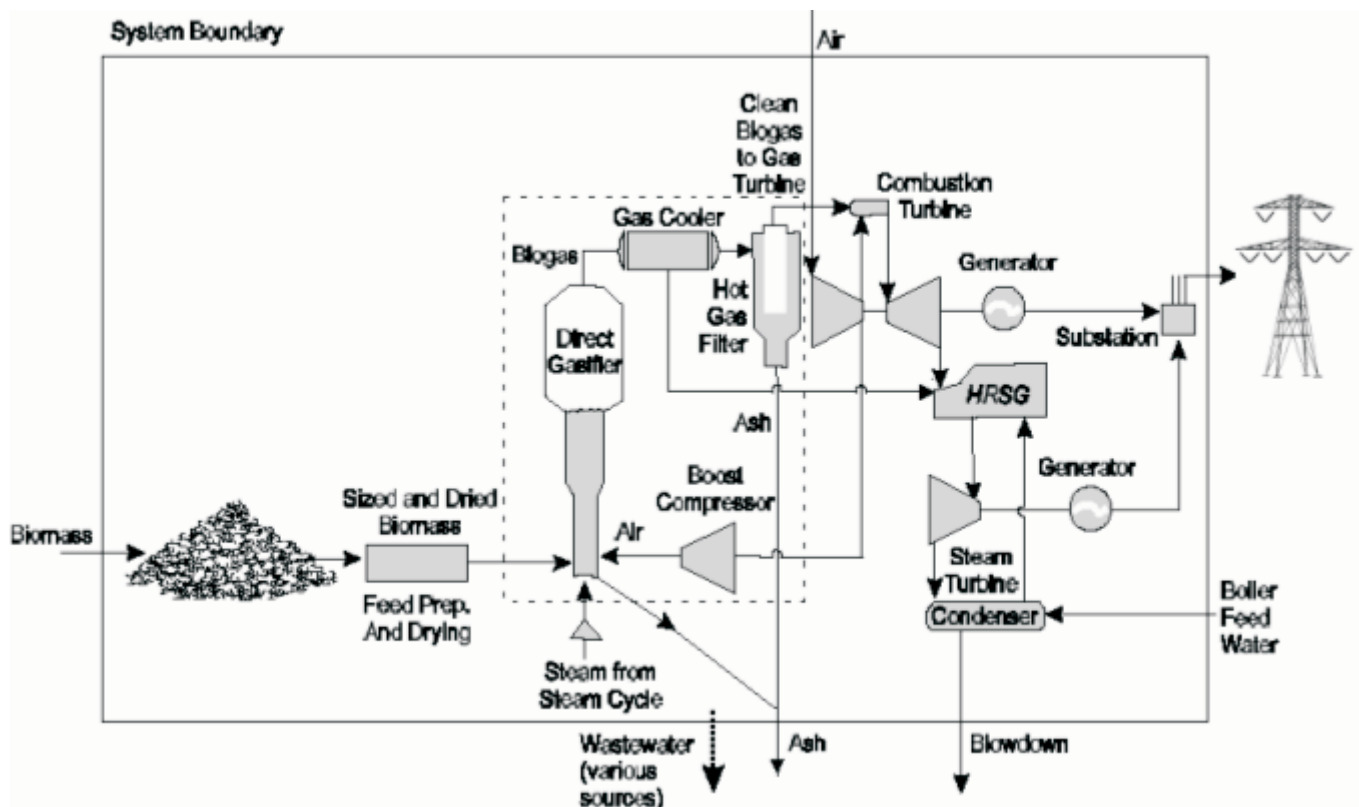 System Boundary
Air
Clean
Biogas
to Gas
Turbine
Combustion
Turbine
Gas Cooler
Biogas
Generator
Hot
Gas
Filter
Direct
Gasifier
Substation
HRSG
Ash
Boost
Compressor
Generator
Sized and Dried
Biomass
Air
Biomass
Steam
Turbine
Feed Prep.
And Drying
Condenser
Boiler
Feed
Water
Steam from
Steam Cycle
Wastewater
(various
sources)
Ash
Blowdown